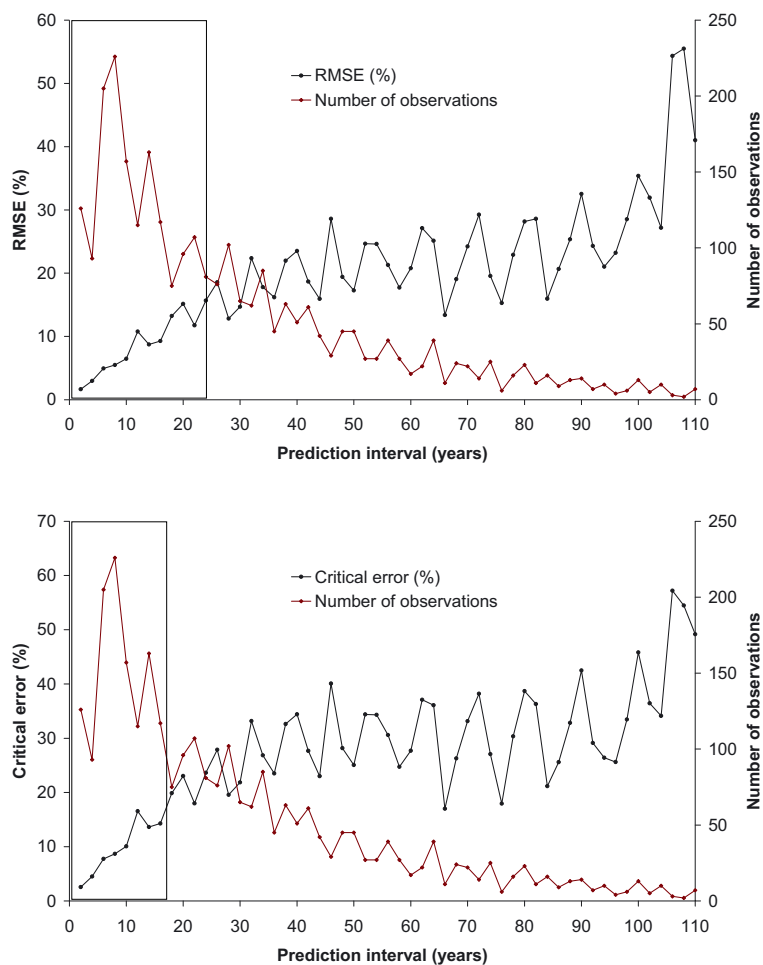 60
50
40
30
20
10
0
RMSE (%)
250
200
150
100
50
0
Number of observations
RMSE (%)
Number of observations
0 10 20 30 40 50 60 70 80 90 100 110
Prediction interval (years)
70
60
50
40
30
20
10
0
Critical error (%)
250
200
150
100
50
0
Number of observations
Critical error (%)
Number of observations
0 10 20 30 40 50 60 70 80 90 100 110
Prediction interval (years)